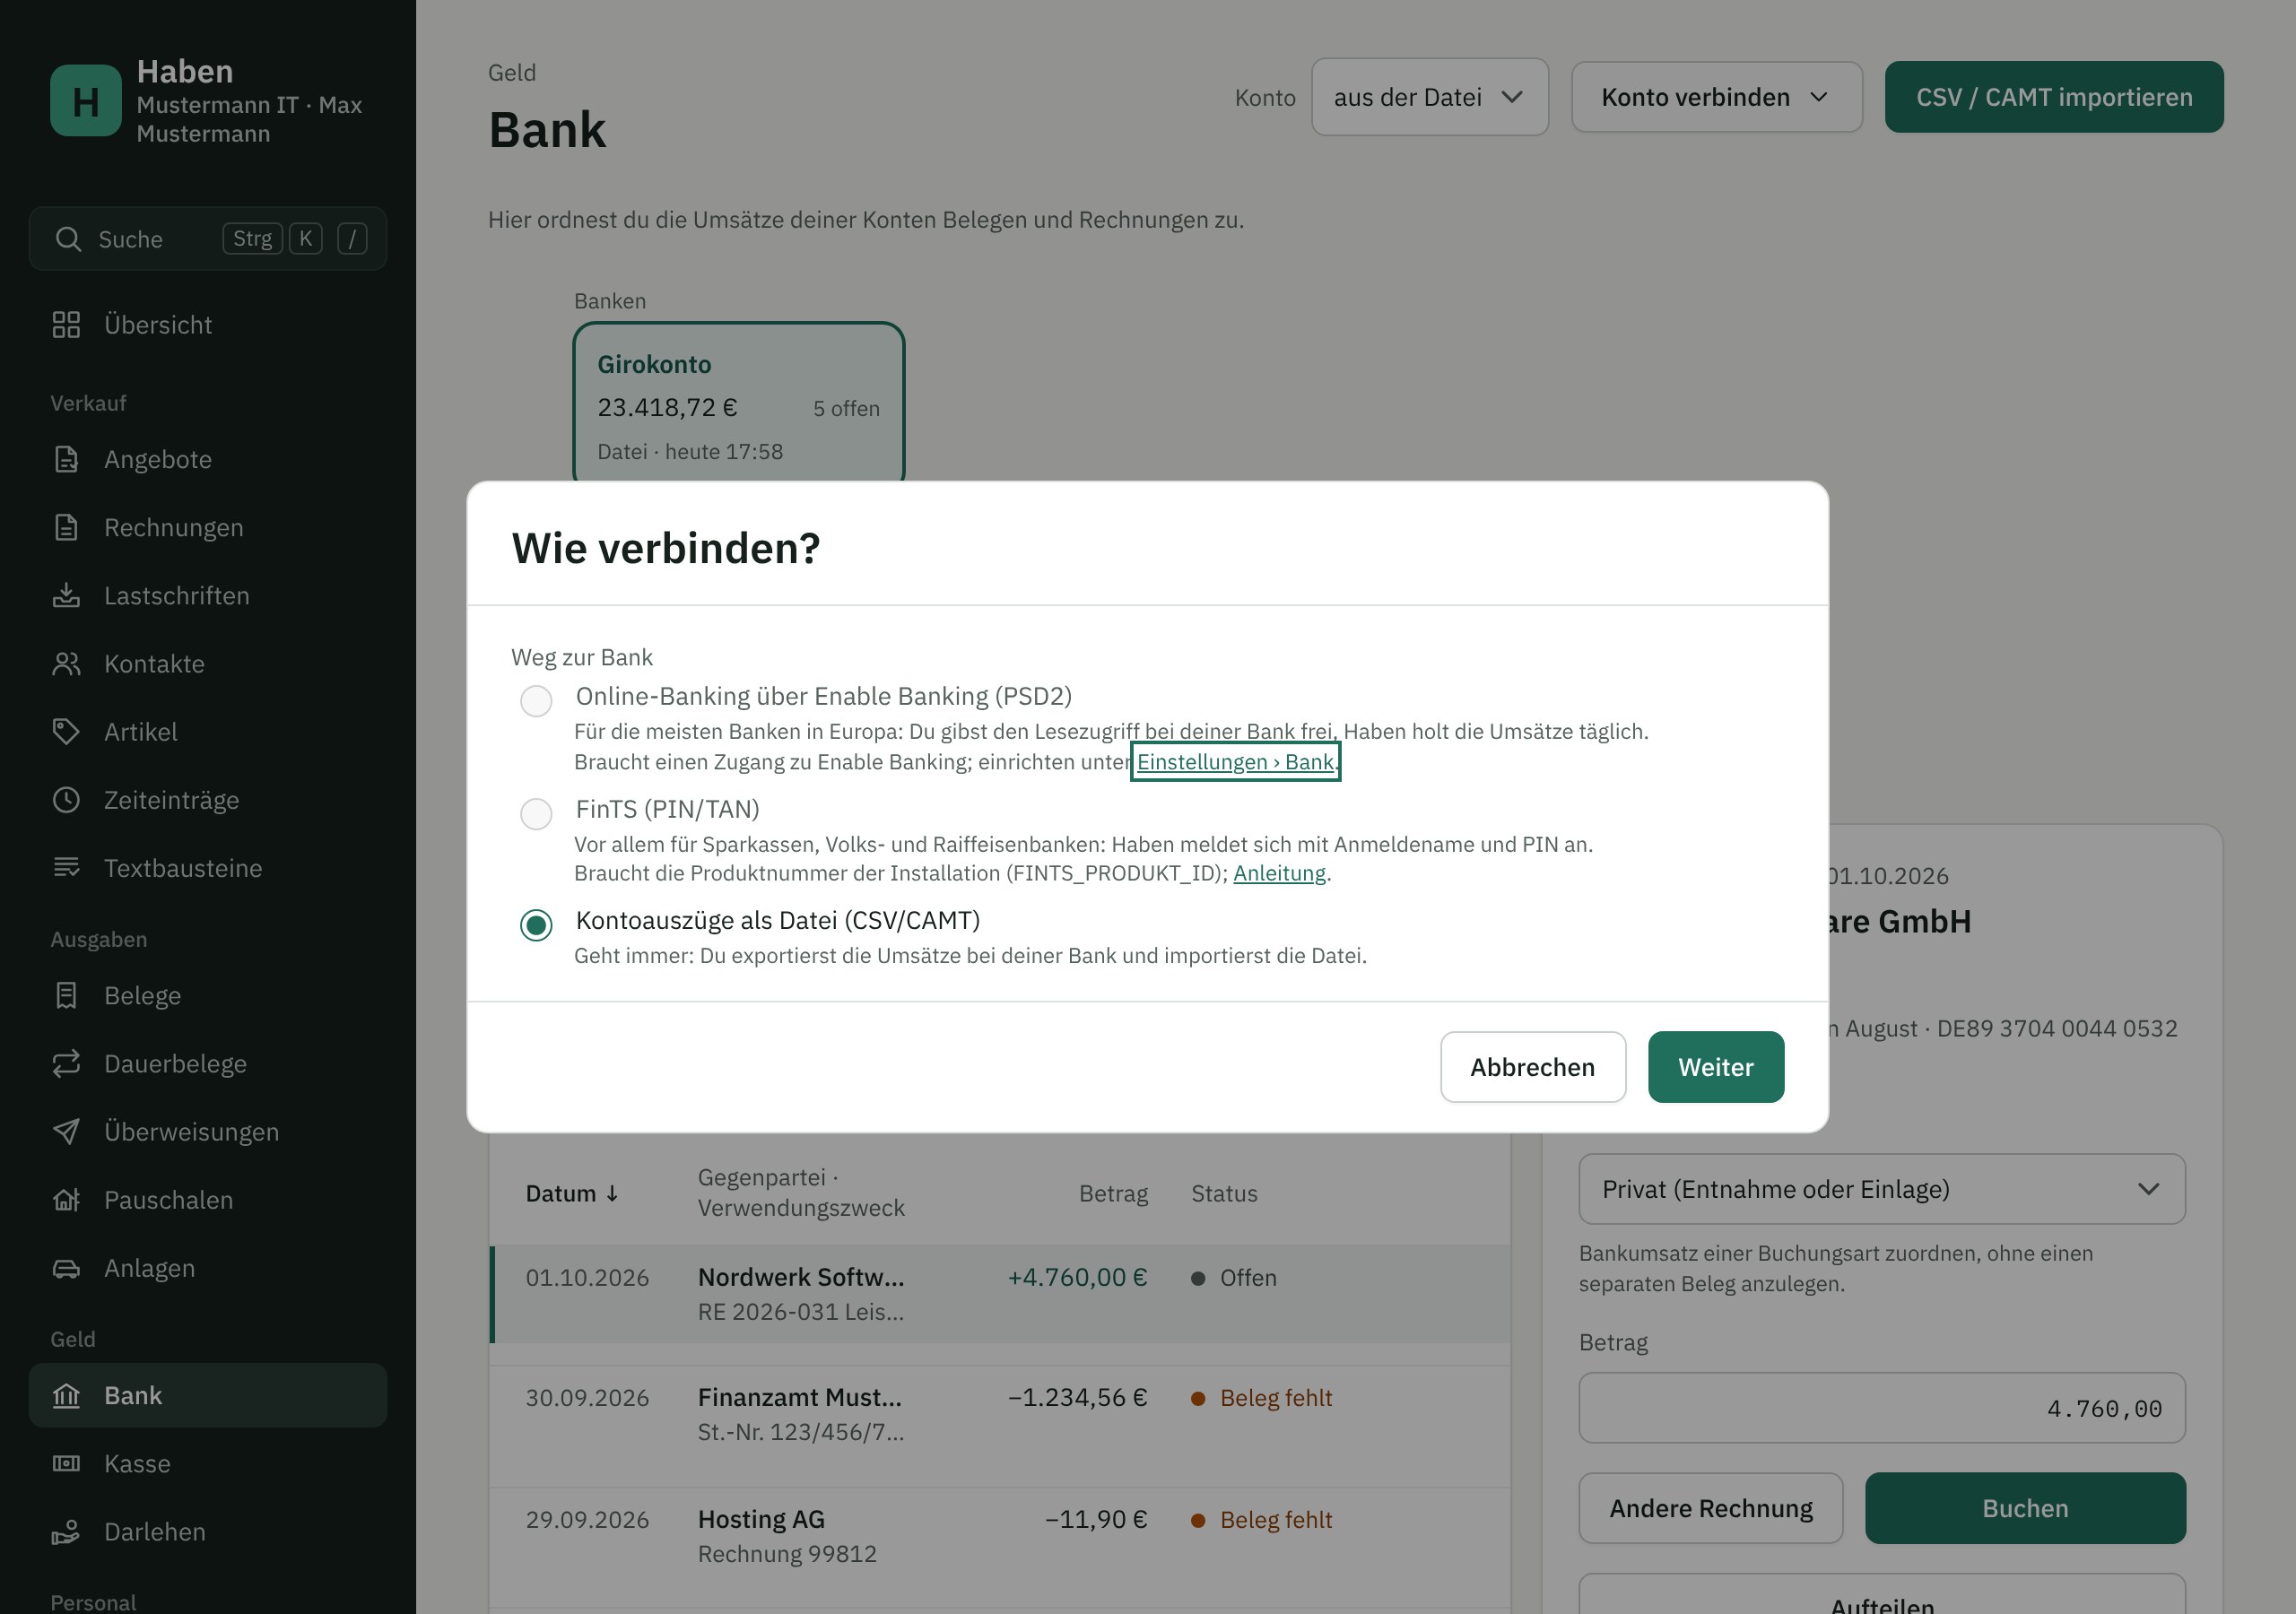 H
Haben
Mustermann IT · Max
Mustermann
Suche
Strg K /
Übersicht
Verkauf
Angebote
Rechnungen
Lastschriften
Kontakte
Artikel
Zeiteinträge
Textbausteine
Ausgaben
Belege
Dauerbelege
Überweisungen
Pauschalen
Anlagen
Geld
Bank
Kasse
Darlehen
Personal
Geld
Bank
Konto
aus der Datei
Konto verbinden
CSV / CAMT importieren
Hier ordnest du die Umsätze deiner Konten Belegen und Rechnungen zu.
Banken
Girokonto
23.418,72 €
5 offen
Datei · heute 17:58
Wie verbinden?
Weg zur Bank
Online-Banking über Enable Banking (PSD2)
Für die meisten Banken in Europa: Du gibst den Lesezugriff bei deiner Bank frei, Haben holt die Umsätze täglich.
Braucht einen Zugang zu Enable Banking; einrichten unter Einstellungen › Bank.
FinTS (PIN/TAN)
Vor allem für Sparkassen, Volks- und Raiffeisenbanken: Haben meldet sich mit Anmeldename und PIN an.
Braucht die Produktnummer der Installation (FINTS_PRODUKT_ID); Anleitung.
Kontoauszüge als Datei (CSV/CAMT)
Geht immer: Du exportierst die Umsätze bei deiner Bank und importierst die Datei.
Abbrechen
Weiter
Datum ↓
Gegenpartei ·
Verwendungszweck
Betrag
Status
01.10.2026
Nordwerk Softw...
+4.760,00 €
Offen
RE 2026-031 Leis...
30.09.2026
Finanzamt Must...
−1.234,56 €
Beleg fehlt
St.-Nr. 123/456/7...
29.09.2026
Hosting AG
−11,90 €
Beleg fehlt
Rechnung 99812
01.10.2026
are GmbH
n August · DE89 3704 0044 0532
Privat (Entnahme oder Einlage)
Bankumsatz einer Buchungsart zuordnen, ohne einen
separaten Beleg anzulegen.
Betrag
4.760,00
Andere Rechnung
Buchen
Aufteilen